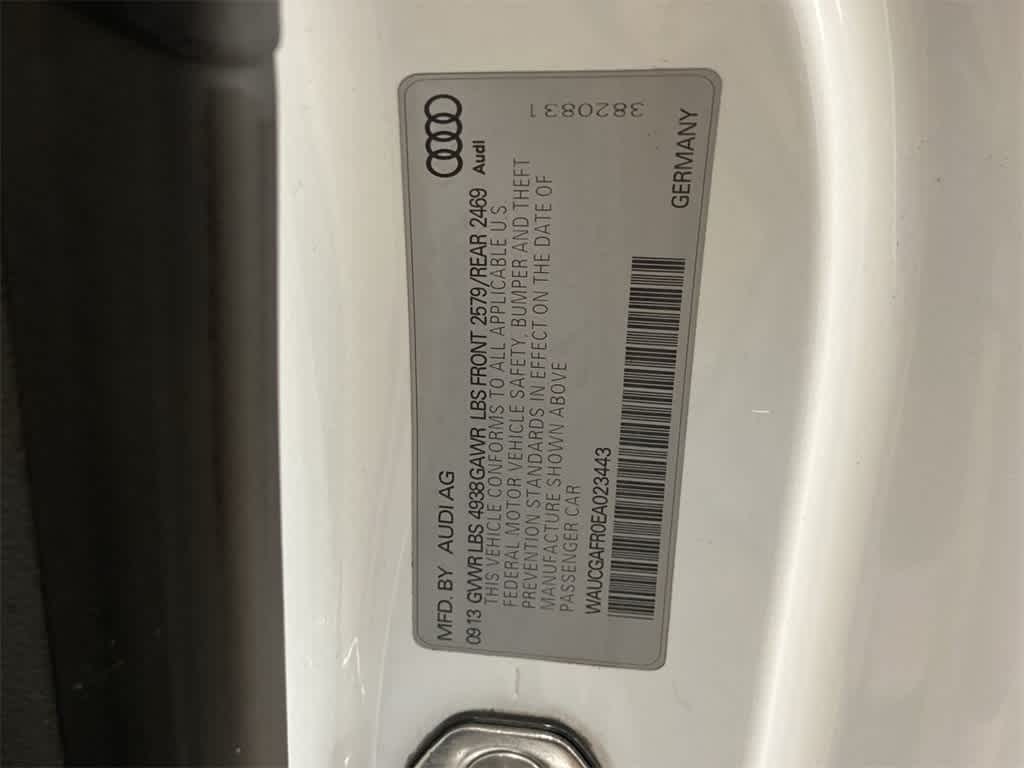 MFD. BY AUDI AG
Audi
0913 GVWR LBS 4938 GAWR LBS FRONT 2579/REAR 2469
THIS VEHICLE CONFORMS TO ALL APPLICABLE U.S.
FEDERAL MOTOR VEHICLE SAFETY, BUMPER AND THEFT
PREVENTION STANDARDS IN EFFECT ON THE DATE OF
MANUFACTURE SHOWN ABOVE
PASSENGER CAR
WAUCGAFR0EA023443
3820831
GERMANY